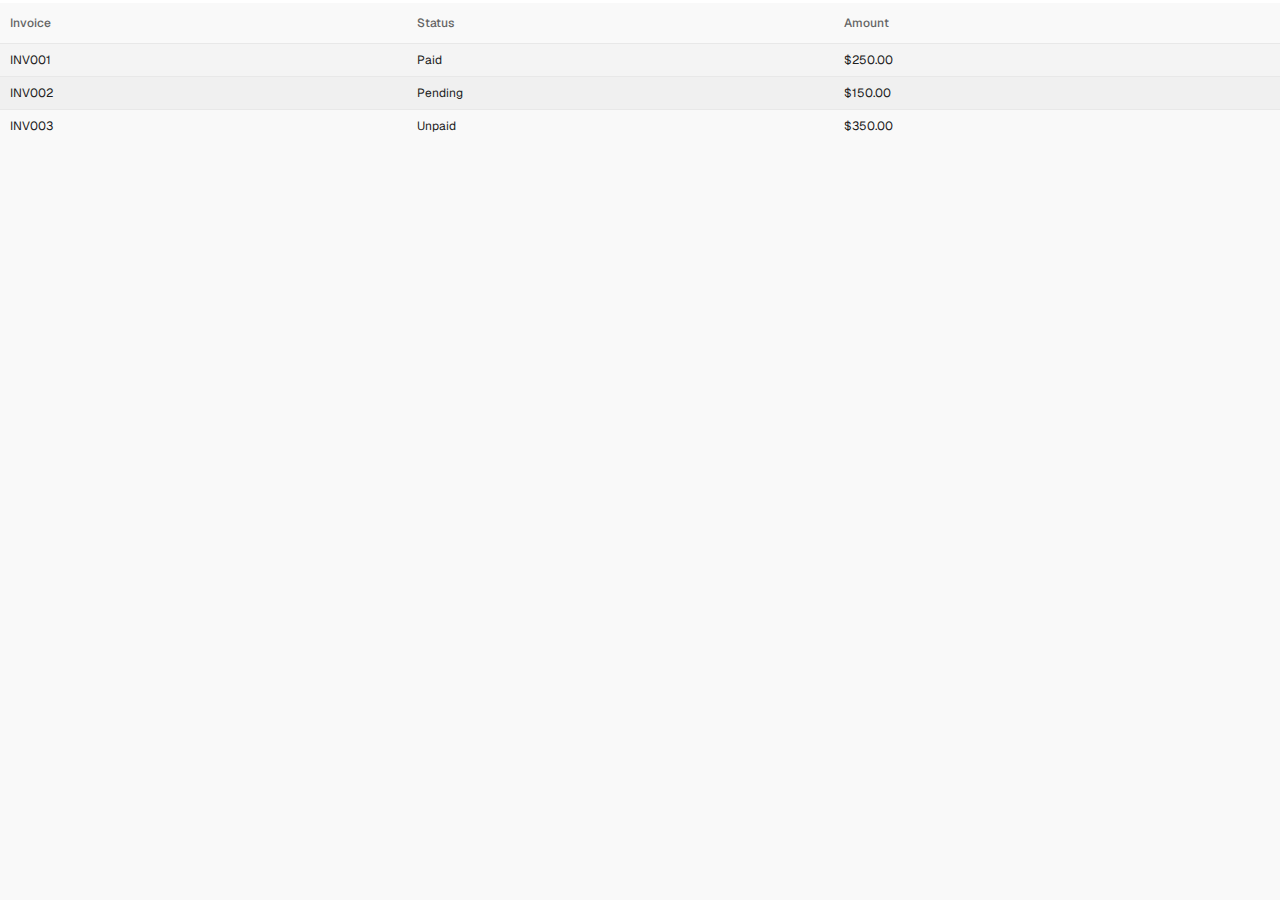 Invoice Status Amount
INV001 Paid $250.00
INV002 Pending $150.00
INV003 Unpaid $350.00